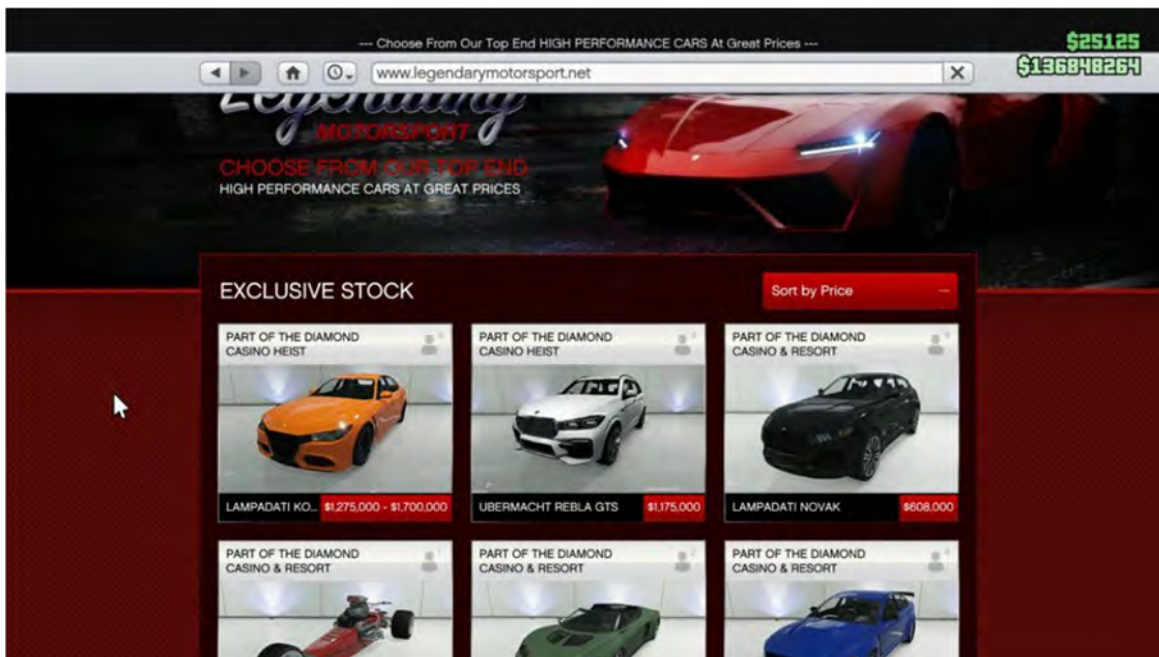 --- Choose From Our Top End HIGH PERFORMANCE CARS At Great Prices ---
$25125
www.legendarymotorsport.net
$136848264
Legendary
MOTORSPORT
CHOOSE FROM OUR TOP END
HIGH PERFORMANCE CARS AT GREAT PRICES
EXCLUSIVE STOCK
Sort by Price
PART OF THE DIAMOND
CASINO HEIST
PART OF THE DIAMOND
CASINO HEIST
PART OF THE DIAMOND
CASINO & RESORT
LAMPADATI KO... $1,275,000 - $1,700,000
UBERMACHT REBLA GTS $1,175,000
LAMPADATI NOVAK $608,000
PART OF THE DIAMOND
CASINO & RESORT
1
PART OF THE DIAMOND
CASINO & RESORT
2
PART OF THE DIAMOND
CASINO & RESORT
4